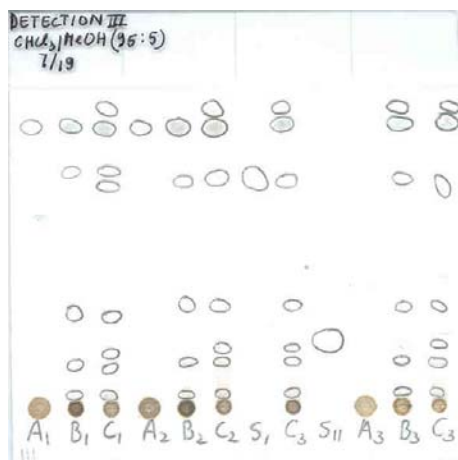 DETECTION III
CHCl₃/MeOH (95:5)
7/19
A₁ B₁ C₁ A₂ B₂ C₂ S₁ C₃ S₁₁ A₃ B₃ C₃